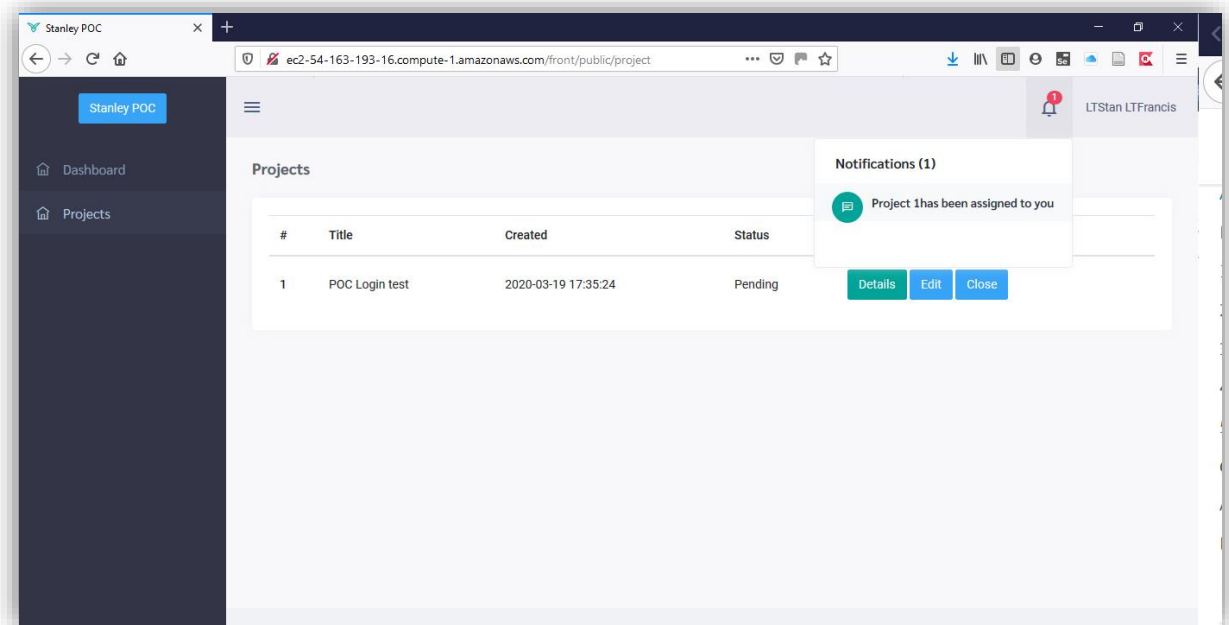 Stanley POC
ec2-54-163-193-16.compute-1.amazonaws.com/front/public/project
Se
Stanley POC
1
LTStan LTFrancis
Dashboard
Projects
Projects
Notifications (1)
Project 1has been assigned to you
# Title Created Status
1 POC Login test 2020-03-19 17:35:24 Pending Details Edit Close